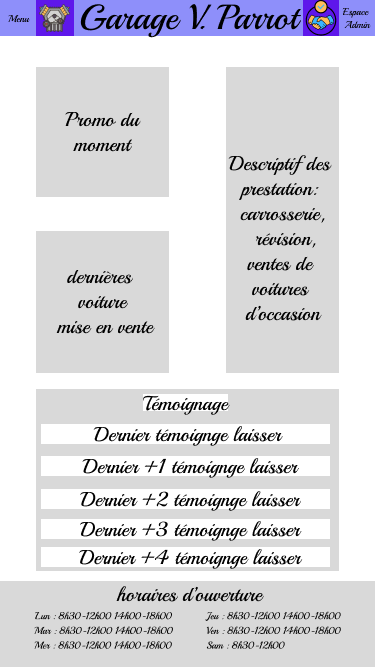 Menu
Garage V. Parrot
Espace
Admin
Promo du
moment
dernières
voiture
mise en vente
Descriptif des
prestation:
carrosserie,
révision,
ventes de
voitures
d'occasion
Témoignage
Dernier témoignge laisser
Dernier +1 témoignge laisser
Dernier +2 témoignge laisser
Dernier +3 témoignge laisser
Dernier +4 témoignge laisser
horaires d'ouverture
Lun : 8h30-12h00 14h00-18h00
Mar : 8h30-12h00 14h00-18h00
Mer : 8h30-12h00 14h00-18h00
Jeu : 8h30-12h00 14h00-18h00
Ven : 8h30-12h00 14h00-18h00
Sam : 8h30-12h00